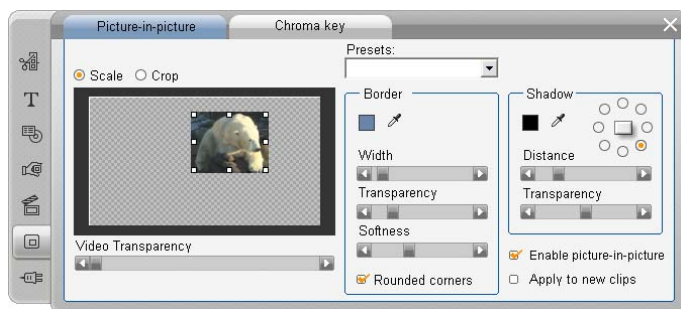 Picture-in-picture
Chroma key
T
Presets:
Scale
Crop
Border
Shadow
Width
Distance
Transparency
Transparency
Softness
Video Transparency
Enable picture-in-picture
Rounded corners
Apply to new clips